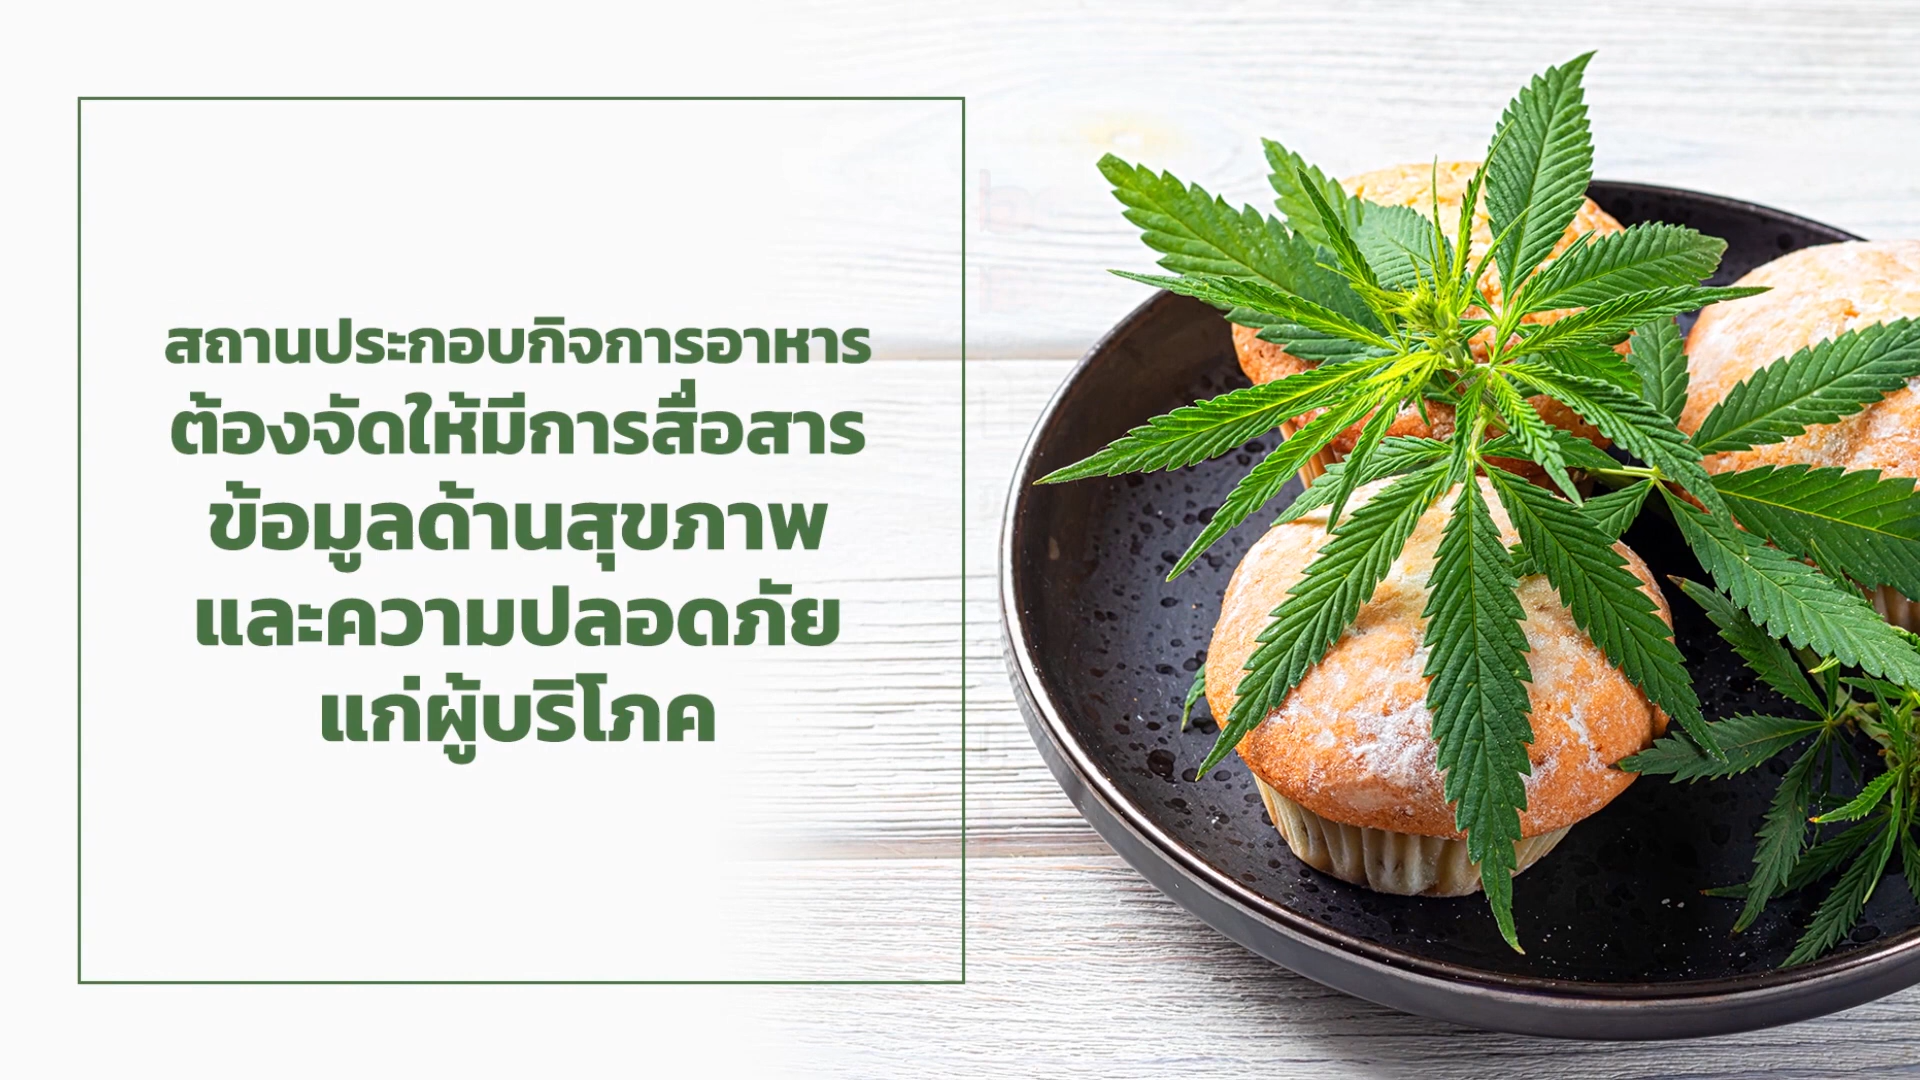 สถานประกอบกิจการอาหาร
ต้องจัดให้มีการสื่อสาร
ข้อมูลด้านสุขภาพ
และความปลอดภัย
แก่ผู้บริโภค